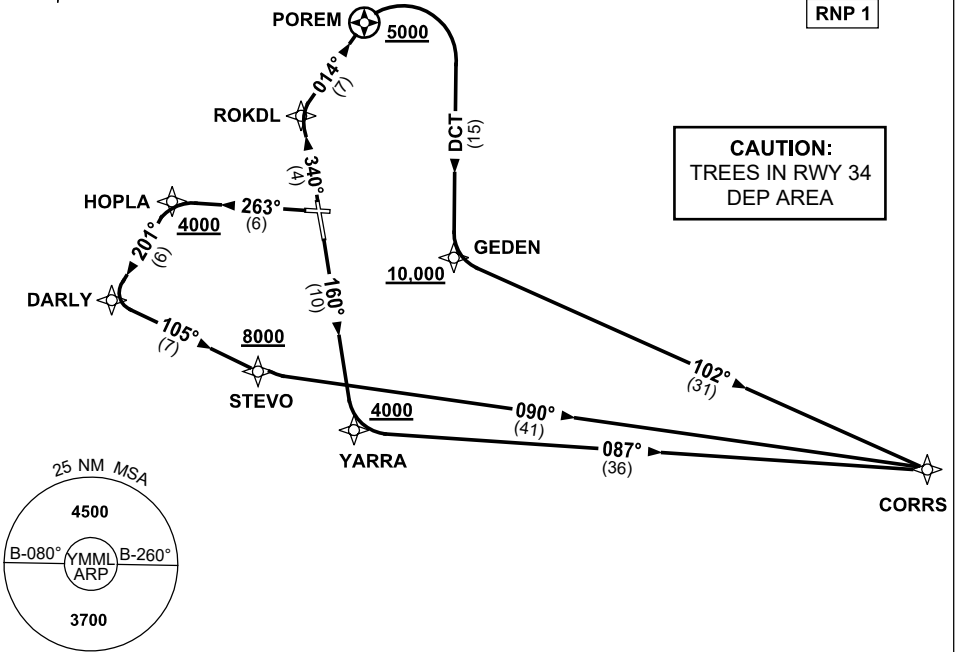 RNP 1
POREM
5000
014°
(7)
ROKDL
DCT
(15)
CAUTION:
TREES IN RWY 34
DEP AREA
340°
(4)
HOPLA
263°
(6)
4000
201°
(6)
GEDEN
10,000
160°
(10)
DARLY
105°
(7)
8000
STEVO
102°
(31)
4000
090°
(41)
YARRA
087°
(36)
CORRS
25 NM MSA
4500
B-080°
YMML
ARP
B-260°
3700